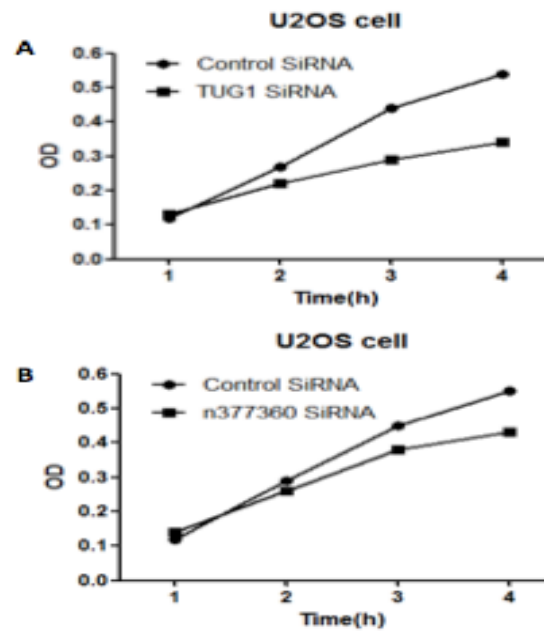 U2OS cell
A
0.6
Control SiRNA
TUG1 SiRNA
0.5
0.4
0.3
0.2
0.1
0.0
OD
1 2 3 4
Time(h)
U2OS cell
B
0.6
Control SiRNA
n377360 SiRNA
0.5
0.4
0.3
0.2
0.1
0.0
OD
1 2 3 4
Time(h)